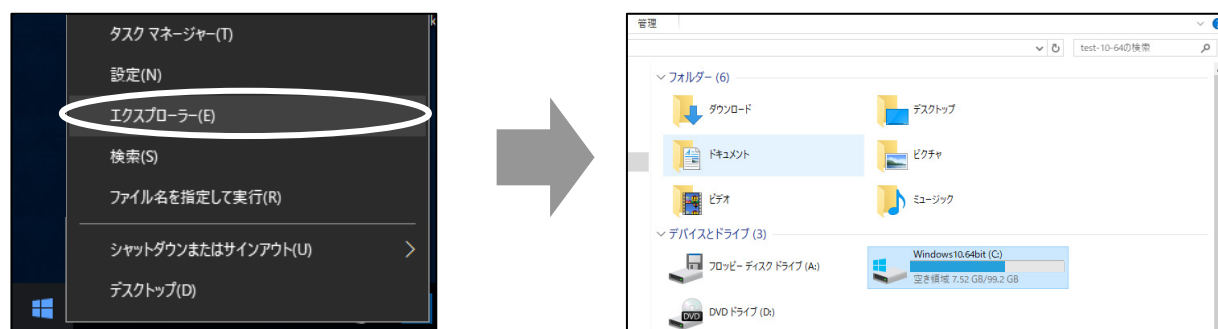 タスク マネージャー(T)
設定(N)
エクスプローラー(E)
検索(S)
ファイル名を指定して実行(R)
シャットダウンまたはサインアウト(U)
デスクトップ(D)
管理
test-10-64の検索
フォルダー (6)
ダウンロード
デスクトップ
ドキュメント
ピクチャ
ビデオ
ミュージック
デバイスとドライブ (3)
フロッピー ディスク ドライブ (A:)
Windows10.64bit (C:)
空き領域 7.52 GB/99.2 GB
DVD
DVD ドライブ (D:)